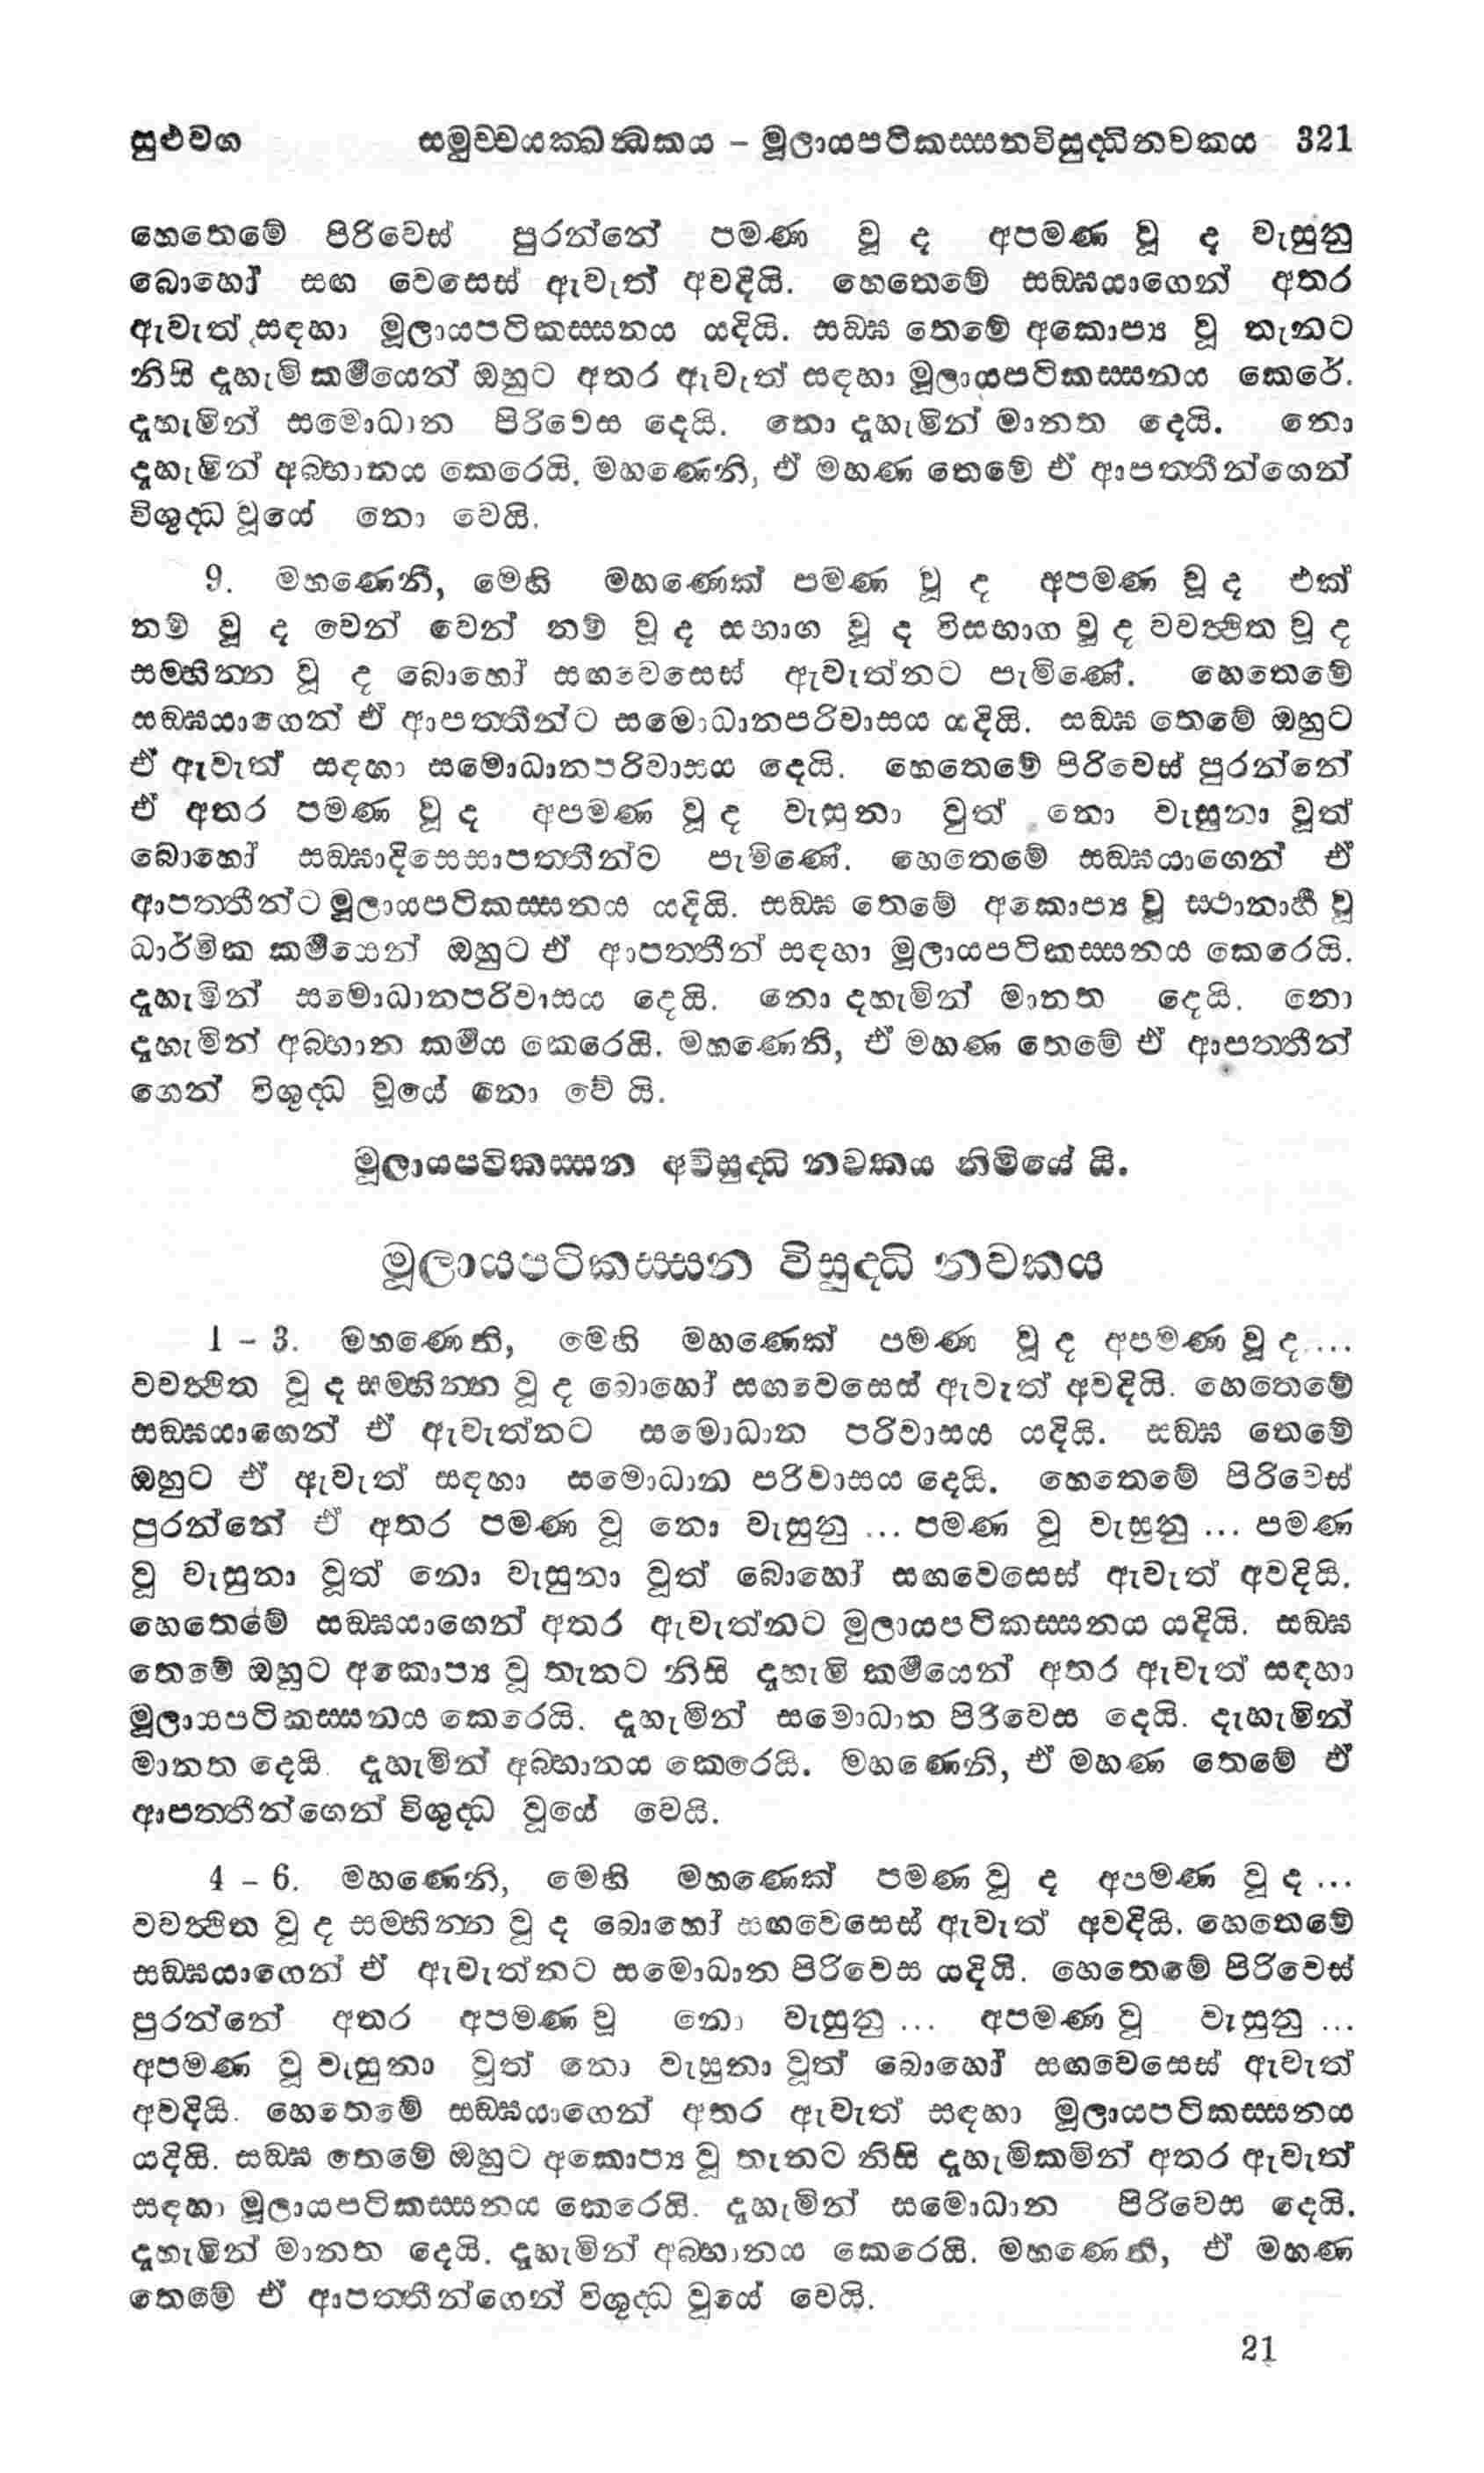 සුළුවග සමුච්චයක්ඛන්ධකය – මූලායපටිකස්සනවිසුද්ධිනවකය 321
හෙතෙමේ පිරිවෙස් පුරන්නේ පමණ වූ ද අපමණ වූ ද වැසුනු
බොහෝ සඟ වෙසෙස් ඇවැත් අවදියි. හෙතෙමේ සඞ්ඝයාගෙන් අතර
ඇවැත් සඳහා මූලායපටිකස්සනය යදියි. සඞ්ඝ තෙමේ අකොප්‍ය වූ තැනට
නිසි දැහැමි කර්‍මයෙන් ඔහුට අතර ඇවැත් සඳහා මූලායපටිකස්සනය කෙරේ.
දැහැමින් සමොධාන පිරිවෙස දෙයි. නො දැහැමින් මානත දෙයි. නො
දැහැමින් අබ්භානය කෙරෙයි. මහණෙනි, ඒ මහණ තෙමේ ඒ ආපත්තීන්ගෙන්
විශුද්ධ වූයේ නො වෙයි.
9. මහණෙනි, මෙහි මහණෙක් පමණ වූ ද අපමණ වූ ද එක්
නම් වූ ද වෙන් වෙන් නම් වූ ද සභාග වූ ද විසභාග වූ ද වවත්‍ථිත වූ ද
සම්භින්න වූ ද බොහෝ සඟවෙසෙස් ඇවැත්නට පැමිණේ. හෙතෙමේ
සඞ්ඝයාගෙන් ඒ ආපත්තීන්ට සමොධානපරිවාසය යදියි. සඞ්ඝ තෙමේ ඔහුට
ඒ ඇවැත් සඳහා සමොධානපරිවාසය දෙයි. හෙතෙමේ පිරිවෙස් පුරන්නේ
ඒ අතර පමණ වූ ද අපමණ වූ ද වැසුනා වුත් නො වැසුනා වූත්
බොහෝ සඞ්ඝාදිසෙසාපත්තීන්ට පැමිණේ. හෙතෙමේ සඞ්ඝයාගෙන් ඒ
ආපත්තීන්ට මූලායපටිකස්සනය යදියි. සඞ්ඝ තෙමේ අකොප්‍ය වූ ස්ථානාර්‍හ වූ
ධාර්මික කර්‍මයෙන් ඔහුට ඒ ආපත්තීන් සඳහා මූලායපටිකස්සනය කෙරෙයි.
දැහැමින් සමොධානපරිවාසය දෙයි. නො දහැමින් මානත දෙයි. නො
දැහැමින් අබ්භාන කර්‍මය කෙරෙයි. මහණෙනි, ඒ මහණ තෙමේ ඒ ආපත්තීන්
ගෙන් විශුද්ධ වූයේ නො වේ යි.
මූලායපටිකස්සන අවිසුද්ධි නවකය නිමියේ යි.
මූලායපටිකස්සන විසුද්ධි නවකය
1 – 3. මහණෙනි, මෙහි මහණෙක් පමණ වූ ද අපමණ වූ ද....
වවත්‍ථිත වූ ද සම්භින්න වූ ද බොහෝ සඟවෙසෙස් ඇවැත් අවදියි. හෙතෙමේ
සඞ්ඝයාගෙන් ඒ ඇවැත්නට සමොධාන පරිවාසය යදියි. සඞ්ඝ තෙමේ
ඔහුට ඒ ඇවැත් සඳහා සමොධාන පරිවාසය දෙයි. හෙතෙමේ පිරිවෙස්
පුරන්නේ ඒ අතර පමණ වූ නො වැසුනු ... පමණ වූ වැසුනු ... පමණ
වූ වැසුනා වූත් නො වැසුනා වූත් බොහෝ සඟවෙසෙස් ඇවැත් අවදියි.
හෙතෙමේ සඞ්ඝයාගෙන් අතර ඇවැත්නට මුලායපටිකස්සනය යදියි. සඞ්ඝ
තෙමේ ඔහුට අකොප්‍ය වූ තැනට නිසි දැහැමි කර්‍මයෙන් අතර ඇවැත් සඳහා
මූලායපටිකස්සනය කෙරෙයි. දැහැමින් සමොධාන පිරිවෙස දෙයි. දැහැමින්
මානත දෙයි. දැහැමින් අබ්භානය කෙරෙයි. මහණෙනි, ඒ මහණ තෙමේ ඒ
ආපත්තීන්ගෙන් විශුද්ධ වූයේ වෙයි.
4 – 6. මහණෙනි, මෙහි මහණෙක් පමණ වූ ද අපමණ වූ ද ...
වවත්‍ථිත වූ ද සම්භින්න වූ ද බොහෝ සඟවෙසෙස් ඇවැත් අවදියි. හෙතෙමේ
සඞ්ඝයාගෙන් ඒ ඇවැත්නට සමොධාන පිරිවෙස යදියි. හෙතෙමේ පිරිවෙස්
පුරන්නේ අතර අපමණ වූ නො වැසුනු ... අපමණ වූ වැසුනු ...
අපමණ වූ වැසුනා වූත් නො වැසුනා වූත් බොහෝ සඟවෙසෙස් ඇවැත්
අවදියි. හෙතෙමේ සඞ්ඝයාගෙන් අතර ඇවැත් සඳහා මූලායපටිකස්සනය
යදියි. සඞ්ඝ තෙමේ ඔහුට අකොප්‍ය වූ තැනට නිසි දැහැමිකමින් අතර ඇවැත්
සඳහා මූලායපටිකස්සනය කෙරෙයි. දැහැමින් සමොධාන පිරිවෙස දෙයි.
දැහැමින් මානත දෙයි. දැහැමින් අබ්භානය කෙරෙයි. මහණෙනි, ඒ මහණ
තෙමේ ඒ ආපත්තීන්ගෙන් විශුද්ධ වූයේ වෙයි.
21